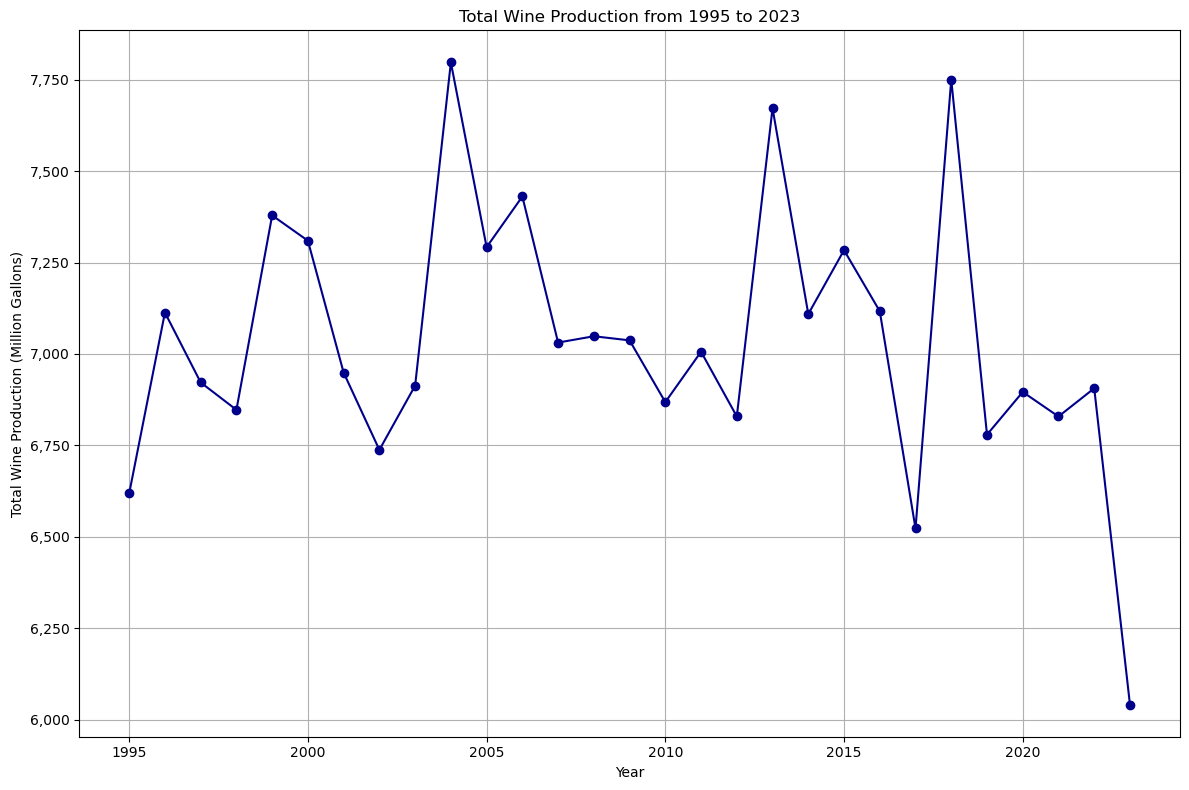 Total Wine Production from 1995 to 2023
Total Wine Production (Million Gallons)
7,750
7,500
7,250
7,000
6,750
6,500
6,250
6,000
1995 2000 2005 2010 2015 2020
Year